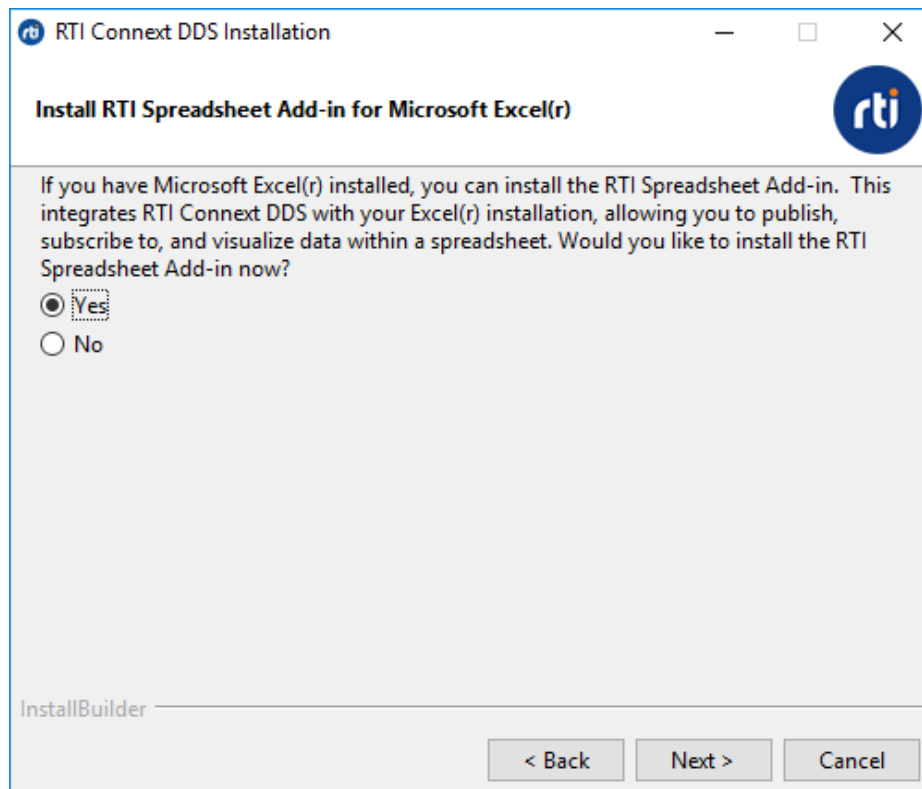 rti RTI Connext DDS Installation
Install RTI Spreadsheet Add-in for Microsoft Excel(r)
rti
If you have Microsoft Excel(r) installed, you can install the RTI Spreadsheet Add-in.  This
integrates RTI Connext DDS with your Excel(r) installation, allowing you to publish,
subscribe to, and visualize data within a spreadsheet. Would you like to install the RTI
Spreadsheet Add-in now?
Yes
No
InstallBuilder
< Back Next > Cancel